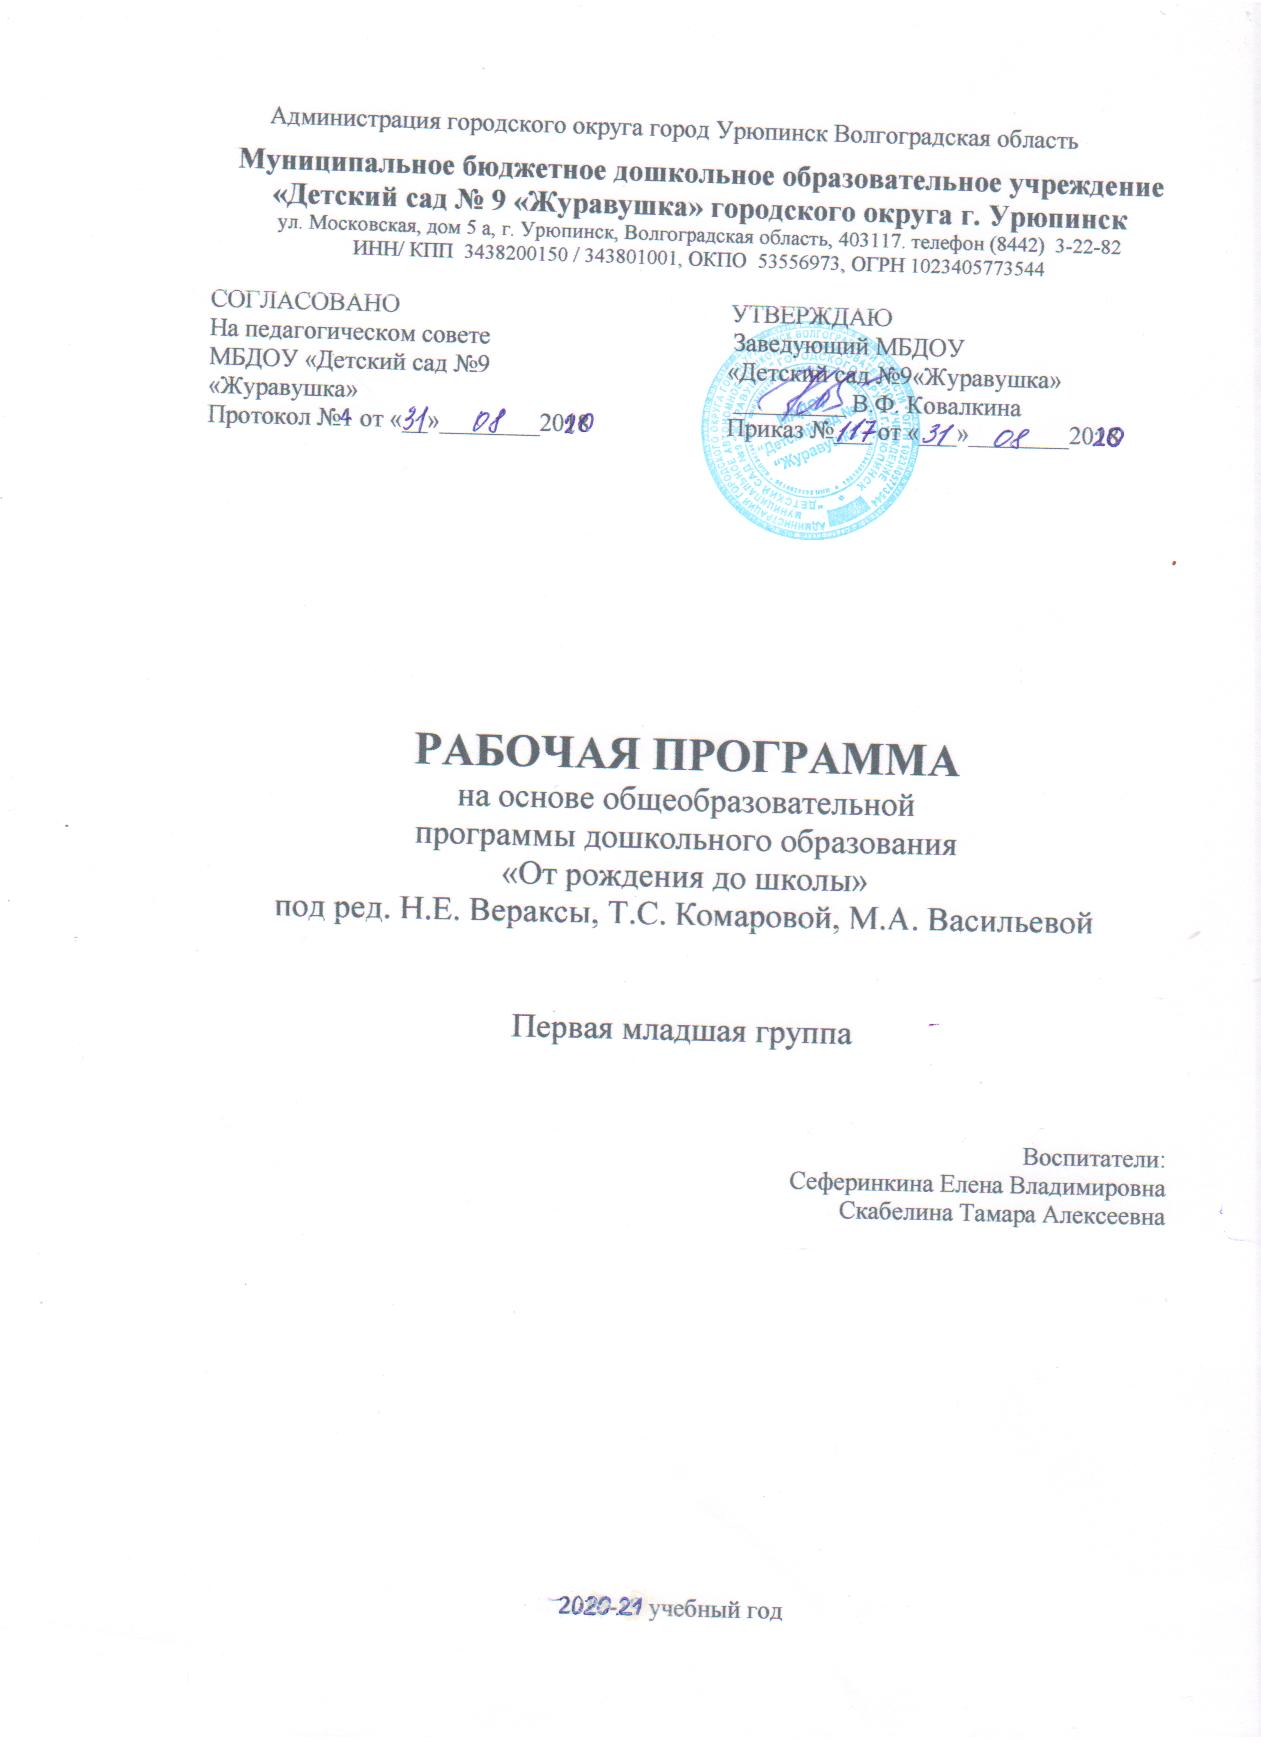 Администрация городского округа город Урюпинск Волгоградская область
Муниципальное бюджетное дошкольное образовательное учреждение
«Детский сад № 9 «Журавушка» городского округа г. Урюпинск
ул. Московская, дом 5 а, г. Урюпинск, Волгоградская область, 403117. телефон (8442) 3-22-82
ИНН/ КПП 3438200150 / 343801001, ОКПО 53556973, ОГРН 1023405773544
СОГЛАСОВАНО
На педагогическом совете
МБДОУ «Детский сад №9
«Журавушка»
Протокол №4 от «31» 08 2020
УТВЕРЖДАЮ
Заведующий МБДОУ
«Детский сад №9«Журавушка»
__________ В.Ф. Ковалкина
Приказ № 117 от «31» 08 2020
РАБОЧАЯ ПРОГРАММА
на основе общеобразовательной
программы дошкольного образования
«От рождения до школы»
под ред. Н.Е. Вераксы, Т.С. Комаровой, М.А. Васильевой
Первая младшая группа
Воспитатели:
Сеферинкина Елена Владимировна
Скабелина Тамара Алексеевна
2020-21 учебный год